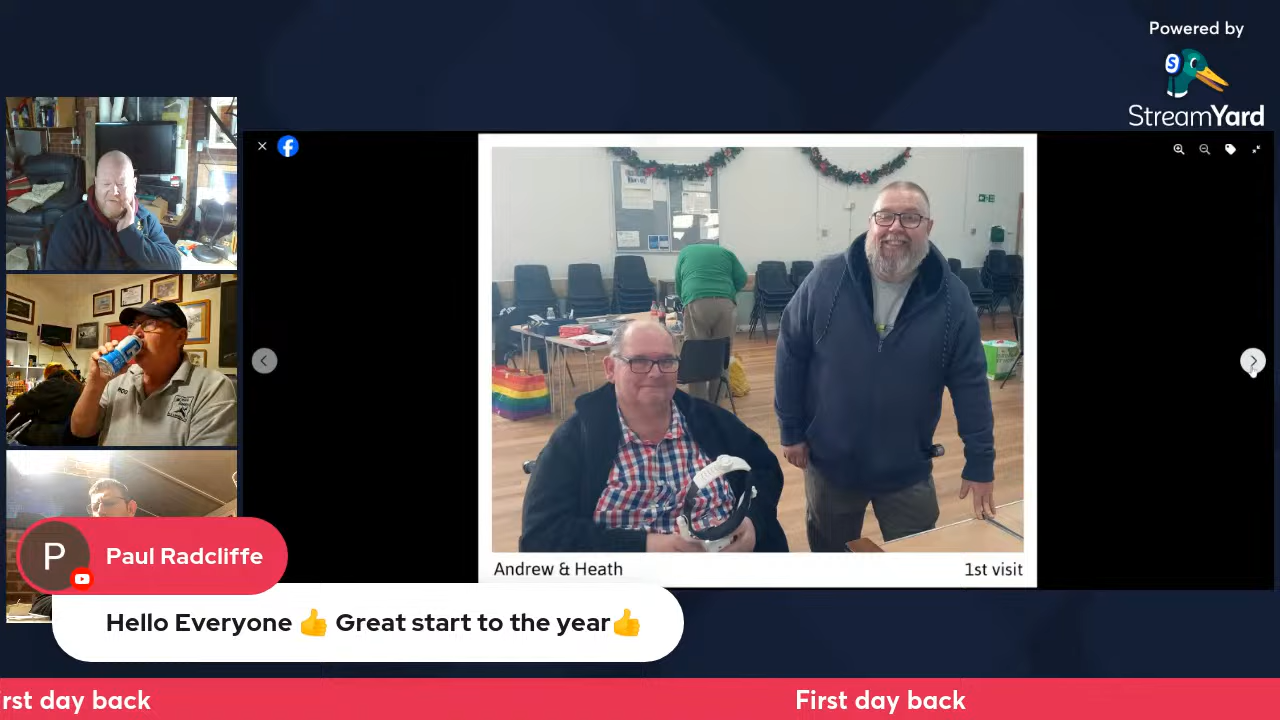 Powered by
StreamYard
Andrew & Heath
1st visit
Paul Radcliffe
Hello Everyone 👍 Great start to the year👍
rst day back
First day back